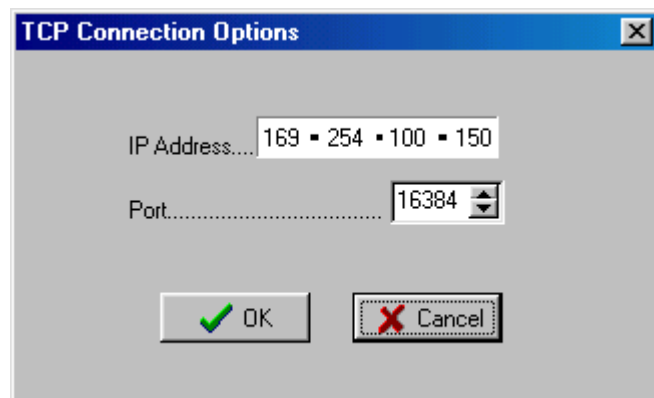 TCP Connection Options
IP Address.... 169 ▪ 254 ▪ 100 ▪ 150
Port.................................... 16384
OK Cancel